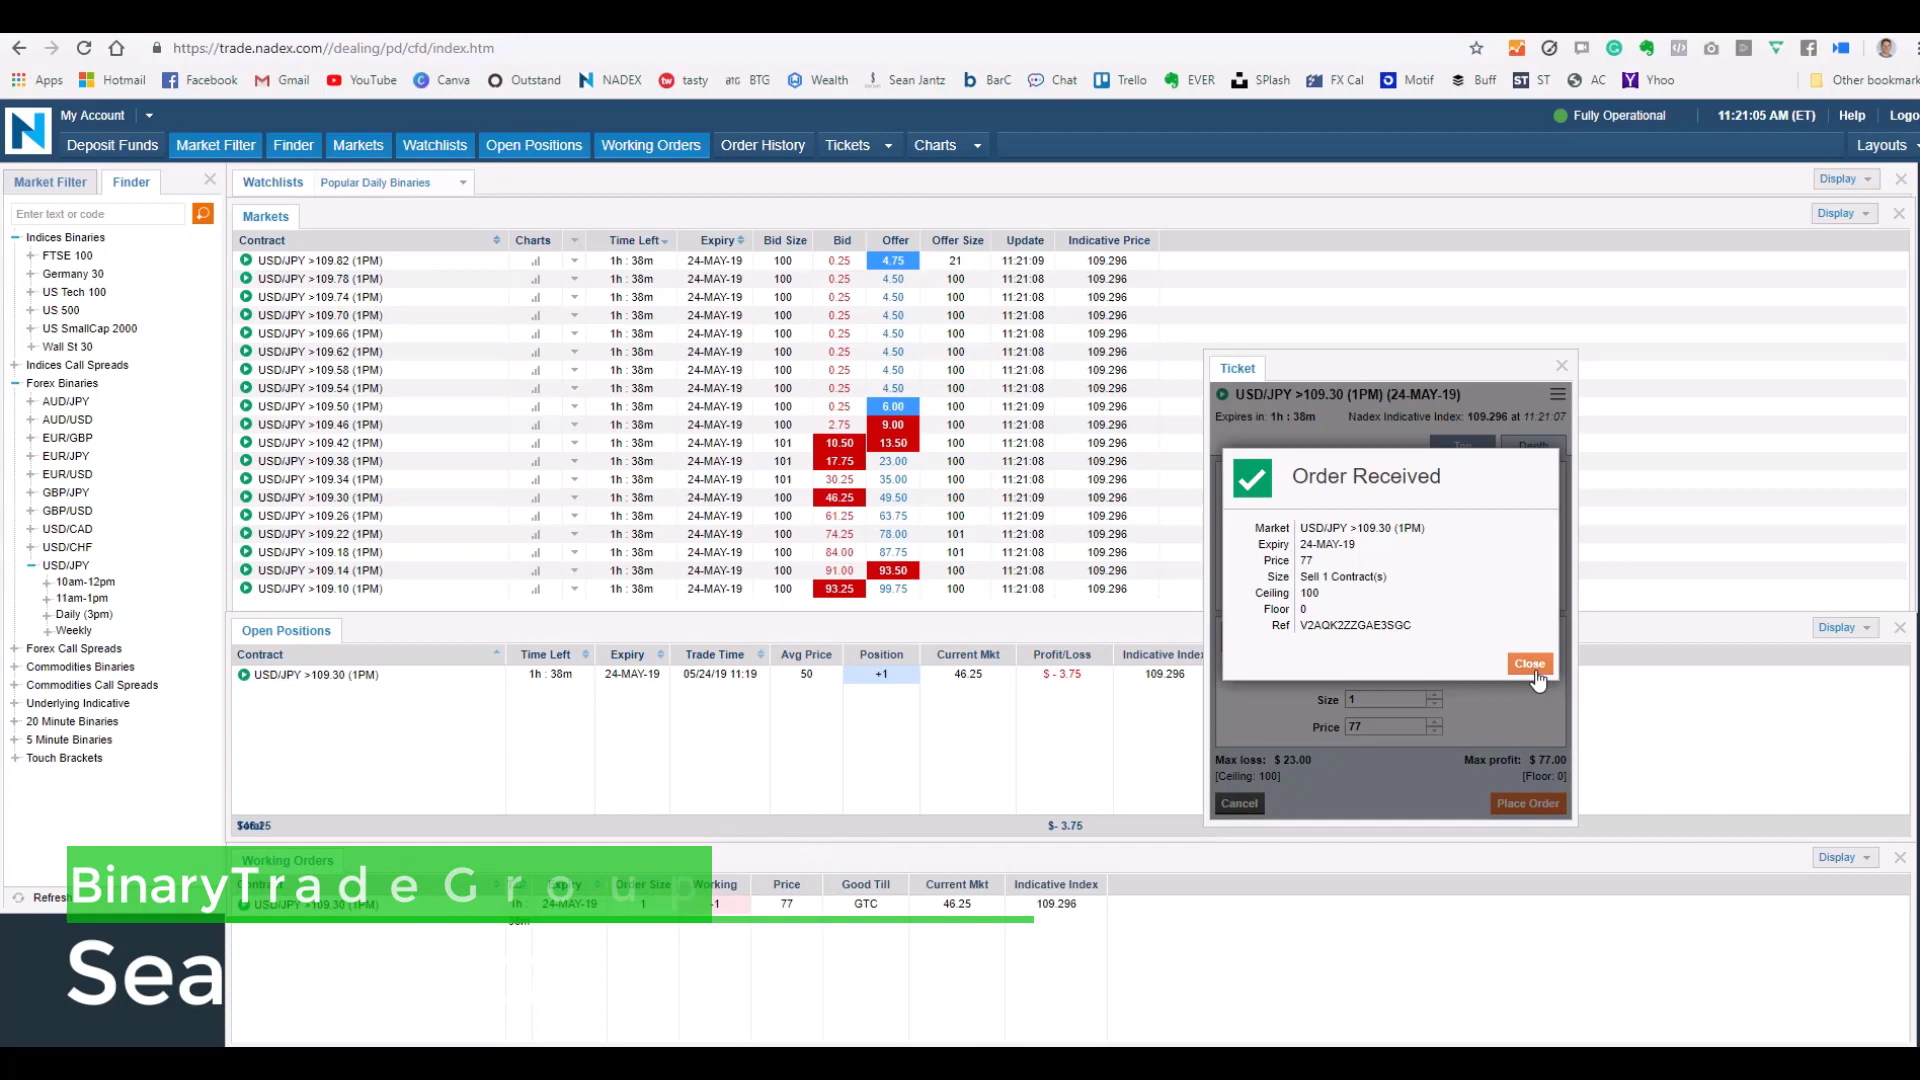 https://trade.nadex.com//dealing/pd/cfd/index.htm
Apps Hotmail Facebook Gmail YouTube Canva Outstand NADEX tasty BTG Wealth Sean Jantz BarC Chat Trello EVER SPlash FX Cal Motif Buff ST AC Yhoo Other bookmark
My Account
Fully Operational 11:21:05 AM (ET) Help Logo
Deposit Funds Market Filter Finder Markets Watchlists Open Positions Working Orders Order History Tickets Charts Layouts
Market Filter Finder
Enter text or code
Indices Binaries
FTSE 100
Germany 30
US Tech 100
US 500
US SmallCap 2000
Wall St 30
Indices Call Spreads
Forex Binaries
AUD/JPY
AUD/USD
EUR/GBP
EUR/JPY
EUR/USD
GBP/JPY
GBP/USD
USD/CAD
USD/CHF
USD/JPY
10am-12pm
11am-1pm
Daily (3pm)
Weekly
Forex Call Spreads
Commodities Binaries
Commodities Call Spreads
Underlying Indicative
20 Minute Binaries
5 Minute Binaries
Touch Brackets
Refresh
Watchlists Popular Daily Binaries Display
Markets Display
Contract Charts Time Left Expiry Bid Size Bid Offer Offer Size Update Indicative Price
USD/JPY >109.82 (1PM) 1h : 38m 24-MAY-19 100 0.25 4.75 21 11:21:09 109.296
USD/JPY >109.78 (1PM) 1h : 38m 24-MAY-19 100 0.25 4.50 100 11:21:08 109.296
USD/JPY >109.74 (1PM) 1h : 38m 24-MAY-19 100 0.25 4.50 100 11:21:08 109.296
USD/JPY >109.70 (1PM) 1h : 38m 24-MAY-19 100 0.25 4.50 100 11:21:08 109.296
USD/JPY >109.66 (1PM) 1h : 38m 24-MAY-19 100 0.25 4.50 100 11:21:08 109.296
USD/JPY >109.62 (1PM) 1h : 38m 24-MAY-19 100 0.25 4.50 100 11:21:08 109.296
USD/JPY >109.58 (1PM) 1h : 38m 24-MAY-19 100 0.25 4.50 100 11:21:08 109.296
USD/JPY >109.54 (1PM) 1h : 38m 24-MAY-19 100 0.25 4.50 100 11:21:08 109.296
USD/JPY >109.50 (1PM) 1h : 38m 24-MAY-19 100 0.25 6.00 100 11:21:09 109.296
USD/JPY >109.46 (1PM) 1h : 38m 24-MAY-19 100 2.75 9.00 100 11:21:08 109.296
USD/JPY >109.42 (1PM) 1h : 38m 24-MAY-19 101 10.50 13.50 100 11:21:08 109.296
USD/JPY >109.38 (1PM) 1h : 38m 24-MAY-19 101 17.75 23.00 100 11:21:08 109.296
USD/JPY >109.34 (1PM) 1h : 38m 24-MAY-19 101 30.25 35.00 100 11:21:08 109.296
USD/JPY >109.30 (1PM) 1h : 38m 24-MAY-19 100 46.25 49.50 100 11:21:09 109.296
USD/JPY >109.26 (1PM) 1h : 38m 24-MAY-19 100 61.25 63.75 100 11:21:08 109.296
USD/JPY >109.22 (1PM) 1h : 38m 24-MAY-19 100 74.25 78.00 101 11:21:08 109.296
USD/JPY >109.18 (1PM) 1h : 38m 24-MAY-19 100 84.00 87.75 101 11:21:08 109.296
USD/JPY >109.14 (1PM) 1h : 38m 24-MAY-19 100 91.00 93.50 101 11:21:08 109.296
USD/JPY >109.10 (1PM) 1h : 38m 24-MAY-19 100 93.25 99.75 100 11:21:08 109.296
Open Positions Display
Contract Time Left Expiry Trade Time Avg Price Position Current Mkt Profit/Loss Indicative Index
USD/JPY >109.30 (1PM) 1h : 38m 24-MAY-19 05/24/19 11:19 50 +1 46.25 $ - 3.75 109.296
$- 3.75
Working Orders Display
Expiry Order Size Working Price Good Till Current Mkt Indicative Index
USD/JPY >109.30 (1PM) 1h : 38m 24-MAY-19 1 -1 77 GTC 46.25 109.296
Ticket
USD/JPY >109.30 (1PM) (24-MAY-19)
Expires in: 1h : 38m Nadex Indicative Index: 109.296 at 11:21:07
Top Depth
Order Received
Market USD/JPY >109.30 (1PM)
Expiry 24-MAY-19
Price 77
Size Sell 1 Contract(s)
Ceiling 100
Floor 0
Ref V2AQK2ZZGAE3SGC
Close
Size 1
Price 77
Max loss: $ 23.00 Max profit: $ 77.00
[Ceiling: 100] [Floor: 0]
Cancel Place Order
BinaryTrade Group
Sea